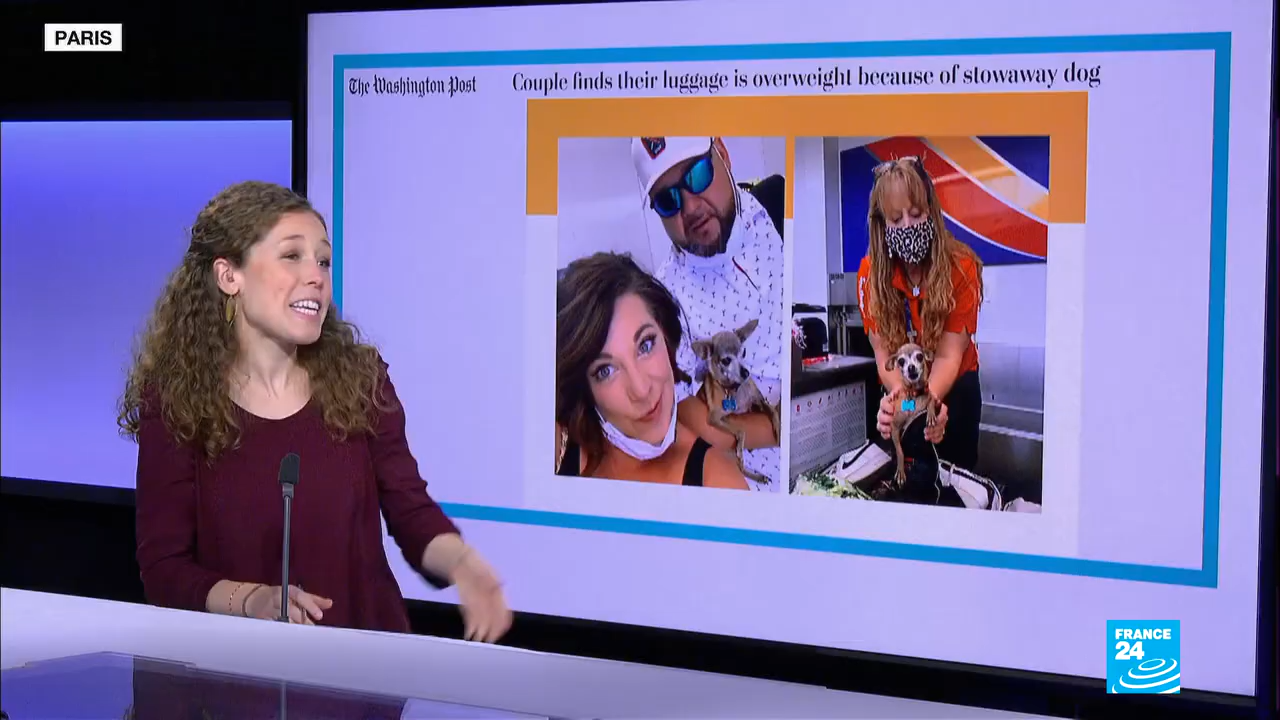 PARIS
The Washington Post
Couple finds their luggage is overweight because of stowaway dog
FRANCE
24